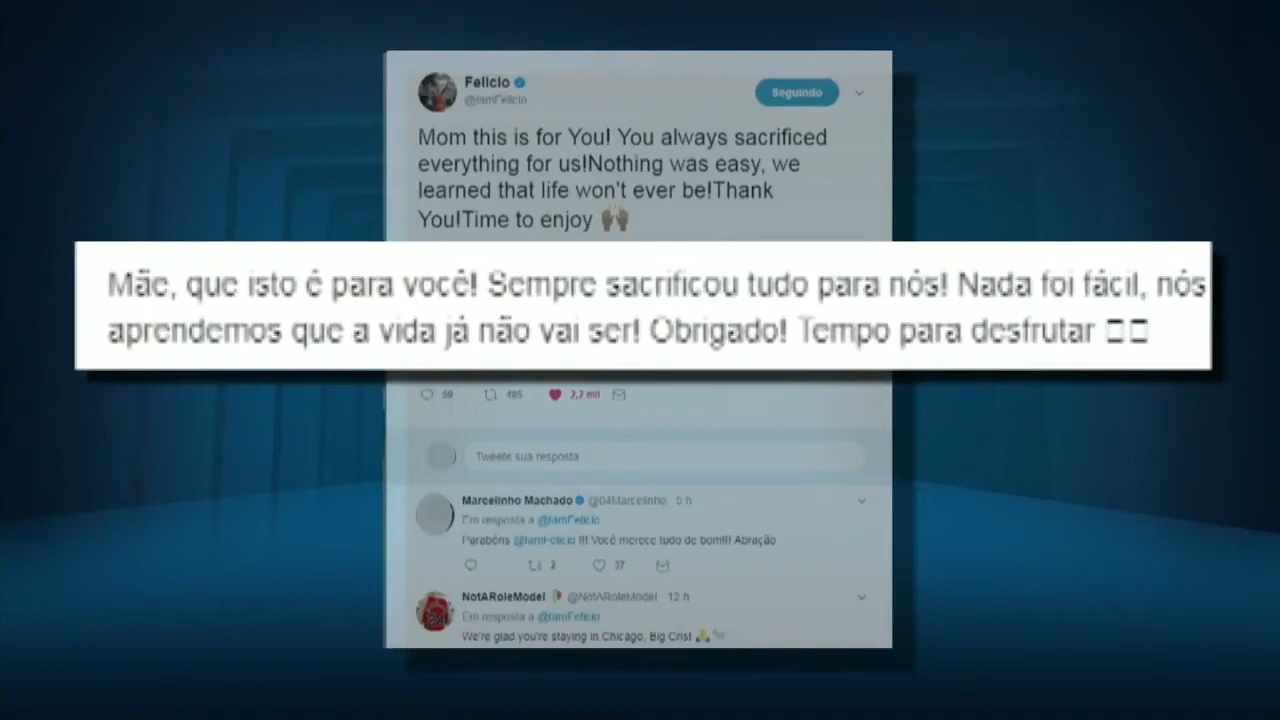 Felicio
@IamFelicio
Seguindo
Mom this is for You! You always sacrificed
everything for us!Nothing was easy, we
learned that life won't ever be!Thank
You!Time to enjoy 🙌🏽
Mãe, que isto é para você! Sempre sacrificou tudo para nós! Nada foi fácil, nós
aprendemos que a vida já não vai ser! Obrigado! Tempo para desfrutar □□
59 495 2,2 mil
Tweete sua resposta
Marcelinho Machado @04Marcelinho 5 h
Em resposta a @IamFelicio
Parabéns @IamFelicio !!! Você merece tudo de bom!!! Abração
2 37
NotARoleModel @NotARoleModel 12 h
Em resposta a @IamFelicio
We're glad you're staying in Chicago, Big Cris! 🙏